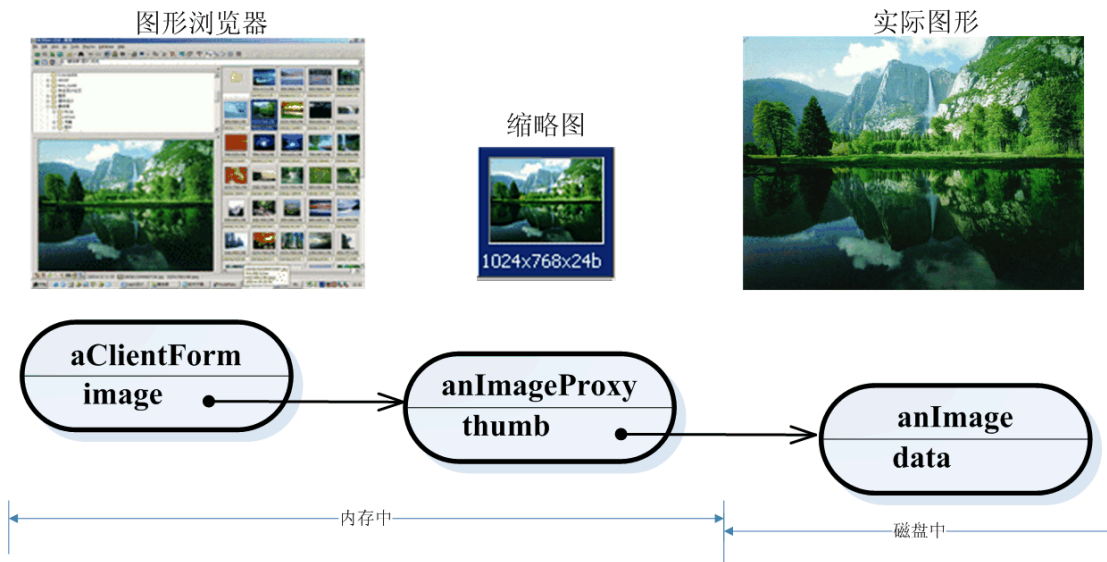 图形浏览器
实际图形
缩略图
1024x768x24b
aClientForm
image
anImageProxy
thumb
anImage
data
内存中
磁盘中